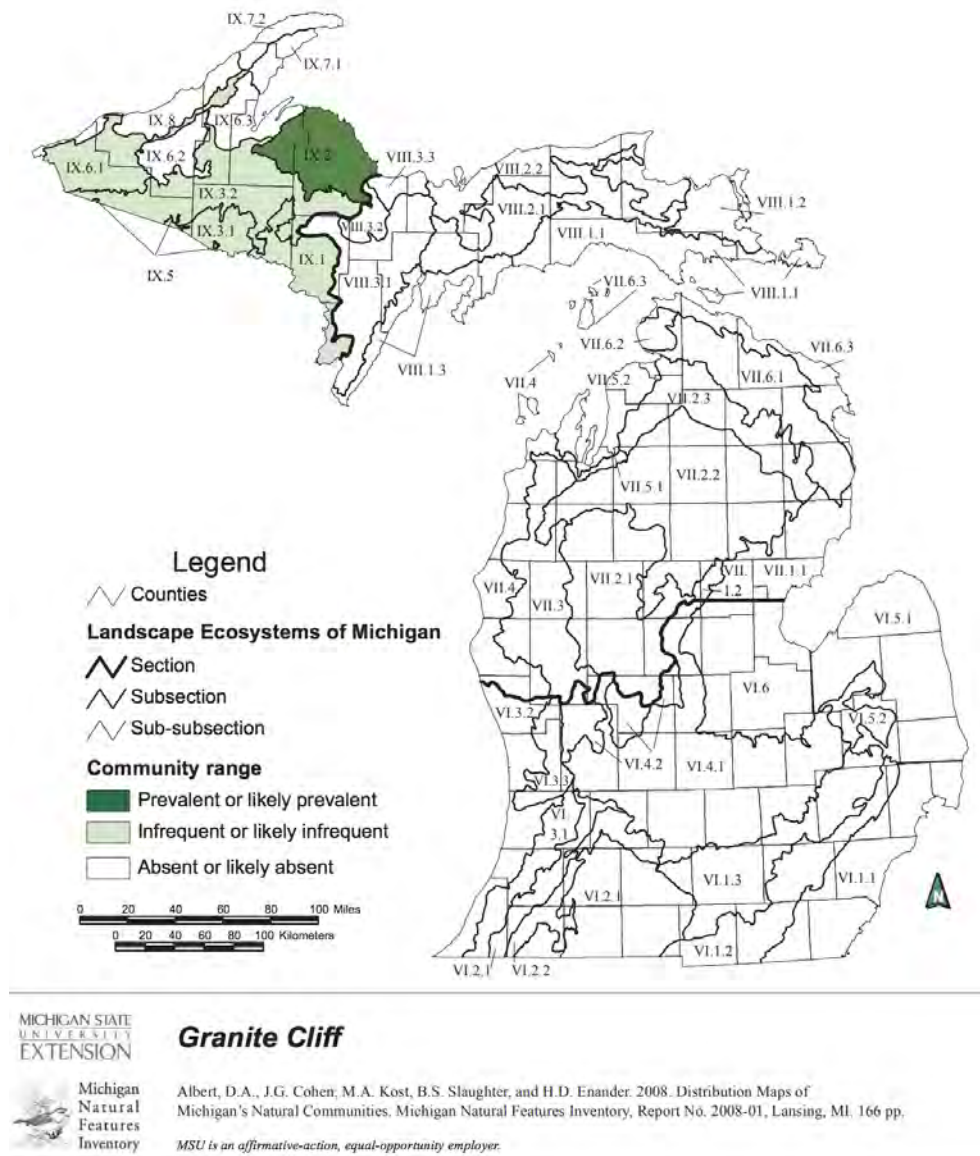 IX.7.2
IX.7.1
IX.8
IX.6.3
IX.2
IX.6.2
IX.6.1
IX.3.2
IX.3.1
IX.1
IX.5
VIII.3.3
VIII.2.2
VIII.2.1
VIII.1.2
VIII.3.2
VIII.1.1
VIII.3.1
VIII.1.1
VIII.1.3
VII.6.3
VII.6.2
VII.6.3
VII.4
VII.5.2
VII.6.1
VII.2.3
VII.5.1
VII.2.2
VII.4
VII.3
VII.2.1
VII.
1.2
VII.1.1
VI.5.1
VI.6
VI.3.2
VI.5.2
VI.4.2
VI.4.1
VI.3.3
VI.
3.1
VI.2.1
VI.1.3
VI.1.1
VI.2.1
VI.2.2
VI.1.2
Legend
Counties
Landscape Ecosystems of Michigan
Section
Subsection
Sub-subsection
Community range
Prevalent or likely prevalent
Infrequent or likely infrequent
Absent or likely absent
0 20 40 60 80 100 Miles
0 20 40 60 80 100 Kilometers
N
MICHIGAN STATE
UNIVERSITY
EXTENSION
Granite Cliff
Michigan
Natural
Features
Inventory
Albert, D.A., J.G. Cohen, M.A. Kost, B.S. Slaughter, and H.D. Enander. 2008. Distribution Maps of
Michigan's Natural Communities. Michigan Natural Features Inventory, Report No. 2008-01, Lansing, MI. 166 pp.
MSU is an affirmative-action, equal-opportunity employer.